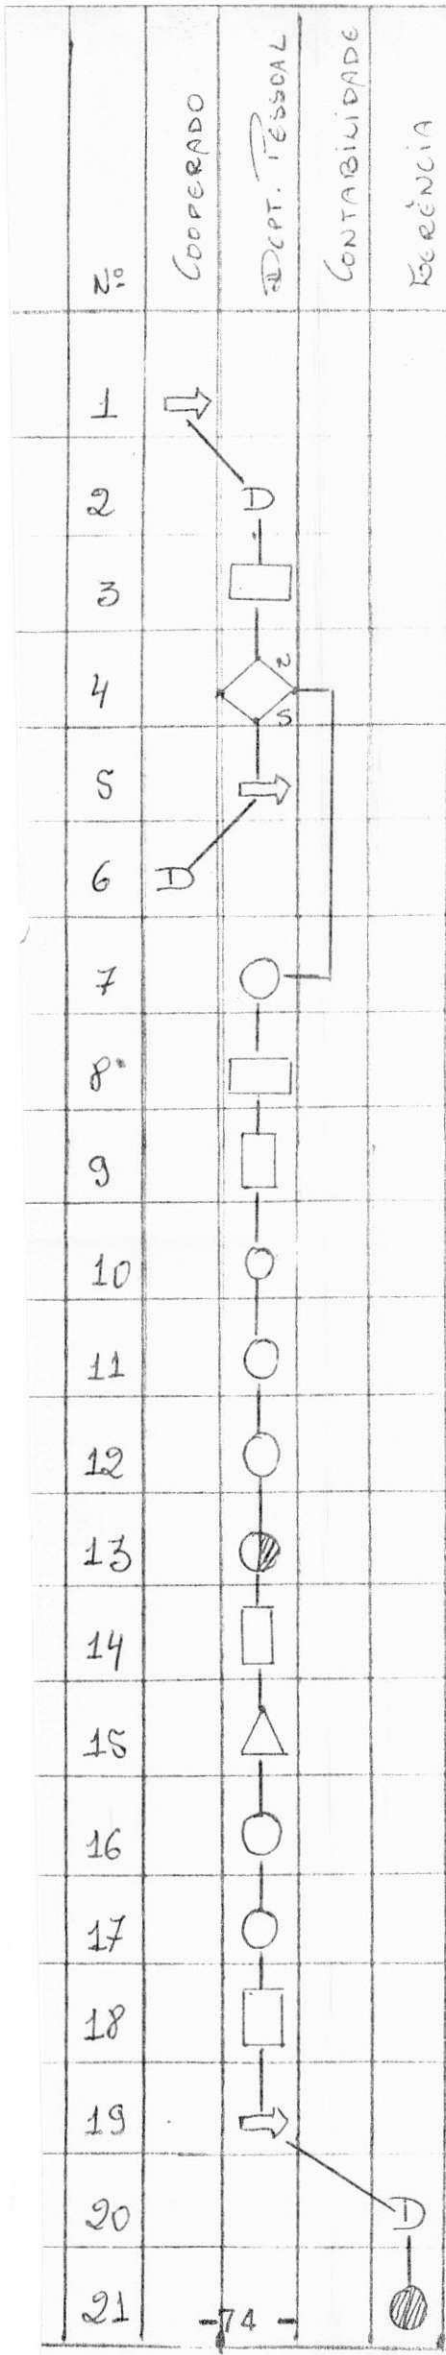 Nº
COOPERADO
DEPT. PESSOAL
CONTABILIDADE
GERÊNCIA
1
2
D
3
4
N
S
5
6
D
7
8
9
10
11
12
13
14
15
16
17
18
19
20
D
21
-74 -